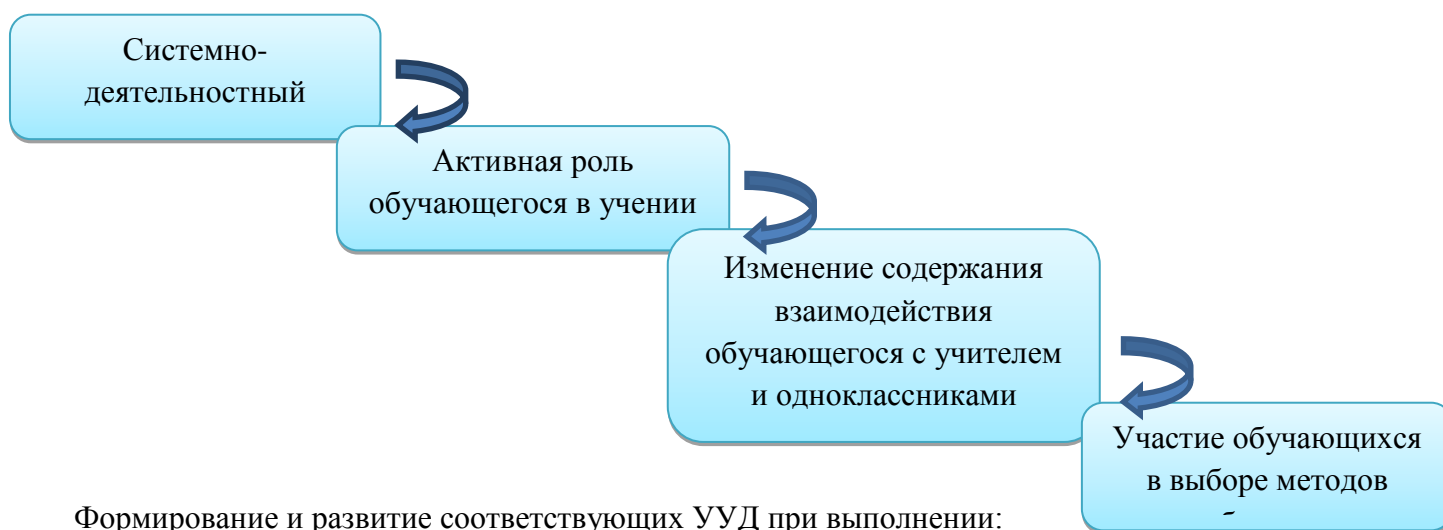 Системно-
деятельностный
Активная роль
обучающегося в учении
Изменение содержания
взаимодействия
обучающегося с учителем
и одноклассниками
Участие обучающихся
в выборе методов
Формирование и развитие соответствующих УУД при выполнении: